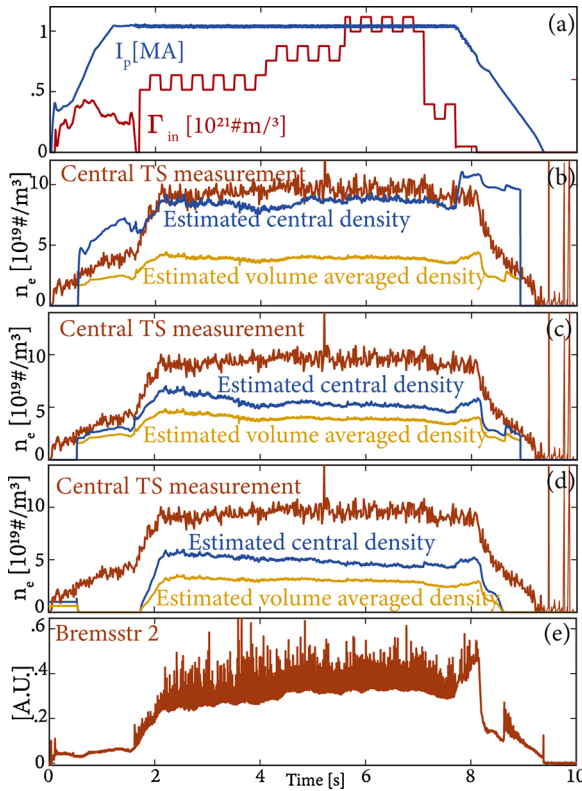 1
.5
0
I_p[MA]
Γ_in [10²¹#m/³]
(a)
10
5
0
n_e [10¹⁹#/m³]
Central TS measurement
Estimated central density
Estimated volume averaged density
(b)
10
5
0
n_e [10¹⁹#/m³]
Central TS measurement
Estimated central density
Estimated volume averaged density
(c)
10
5
0
n_e [10¹⁹#/m³]
Central TS measurement
Estimated central density
Estimated volume averaged density
(d)
.6
.4
.2
0
[A.U.]
Bremsstr 2
(e)
0 2 4 6 8 10
Time [s]